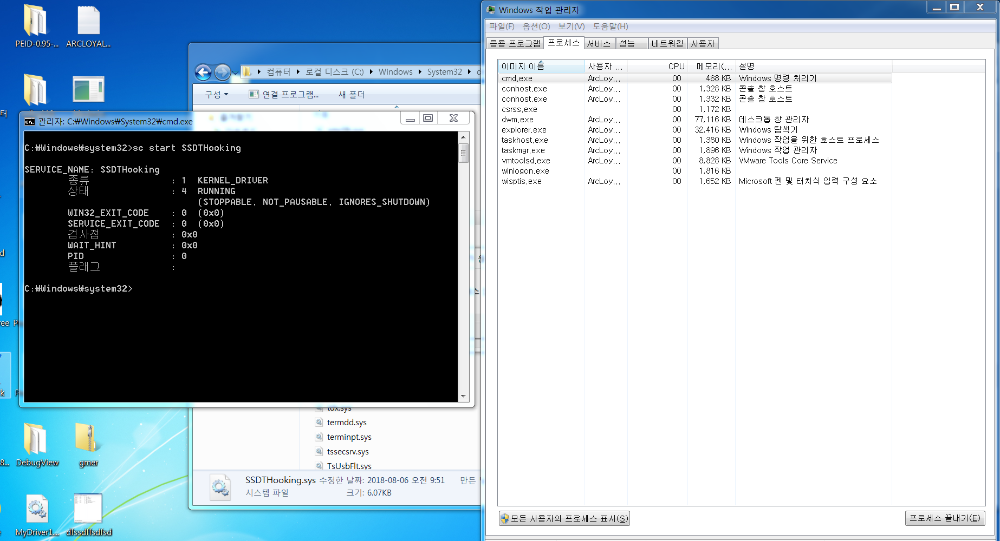 PEiD-0.95-...
ARCLOYAL...
터
d
ree
P
k
P
8...
DebugView
gmer
MyDriver1....
dfssdffsdfsd
컴퓨터
로컬 디스크 (C:)
Windows
System32
d
구성
연결 프로그램...
새 폴더
관리자: C:₩Windows₩System32₩cmd.exe
C:₩Windows₩system32>sc start SSDTHooking
SERVICE_NAME: SSDTHooking
종류 : 1 KERNEL_DRIVER
상태 : 4 RUNNING
(STOPPABLE, NOT_PAUSABLE, IGNORES_SHUTDOWN)
WIN32_EXIT_CODE : 0 (0x0)
SERVICE_EXIT_CODE : 0 (0x0)
검사점 : 0x0
WAIT_HINT : 0x0
PID : 0
플래그 :
C:₩Windows₩system32>
tdx.sys
termdd.sys
terminpt.sys
tssecsrv.sys
TsUsbFlt.sys
SSDTHooking.sys 수정한 날짜: 2018-08-06 오전 9:51 만든
시스템 파일 크기: 6.07KB
Windows 작업 관리자
파일(F) 옵션(O) 보기(V) 도움말(H)
응용 프로그램 프로세스 서비스 성능 네트워킹 사용자
이미지 이름 사용자 ... CPU 메모리(... 설명
cmd.exe ArcLoy... 00 488 KB Windows 명령 처리기
conhost.exe ArcLoy... 00 1,328 KB 콘솔 창 호스트
conhost.exe ArcLoy... 00 1,332 KB 콘솔 창 호스트
csrss.exe 00 1,172 KB
dwm.exe ArcLoy... 00 77,116 KB 데스크톱 창 관리자
explorer.exe ArcLoy... 00 32,416 KB Windows 탐색기
taskhost.exe ArcLoy... 00 1,380 KB Windows 작업을 위한 호스트 프로세스
taskmgr.exe ArcLoy... 00 1,896 KB Windows 작업 관리자
vmtoolsd.exe ArcLoy... 00 8,828 KB VMware Tools Core Service
winlogon.exe 00 1,816 KB
wisptis.exe ArcLoy... 00 1,652 KB Microsoft 펜 및 터치식 입력 구성 요소
모든 사용자의 프로세스 표시(S)
프로세스 끝내기(E)